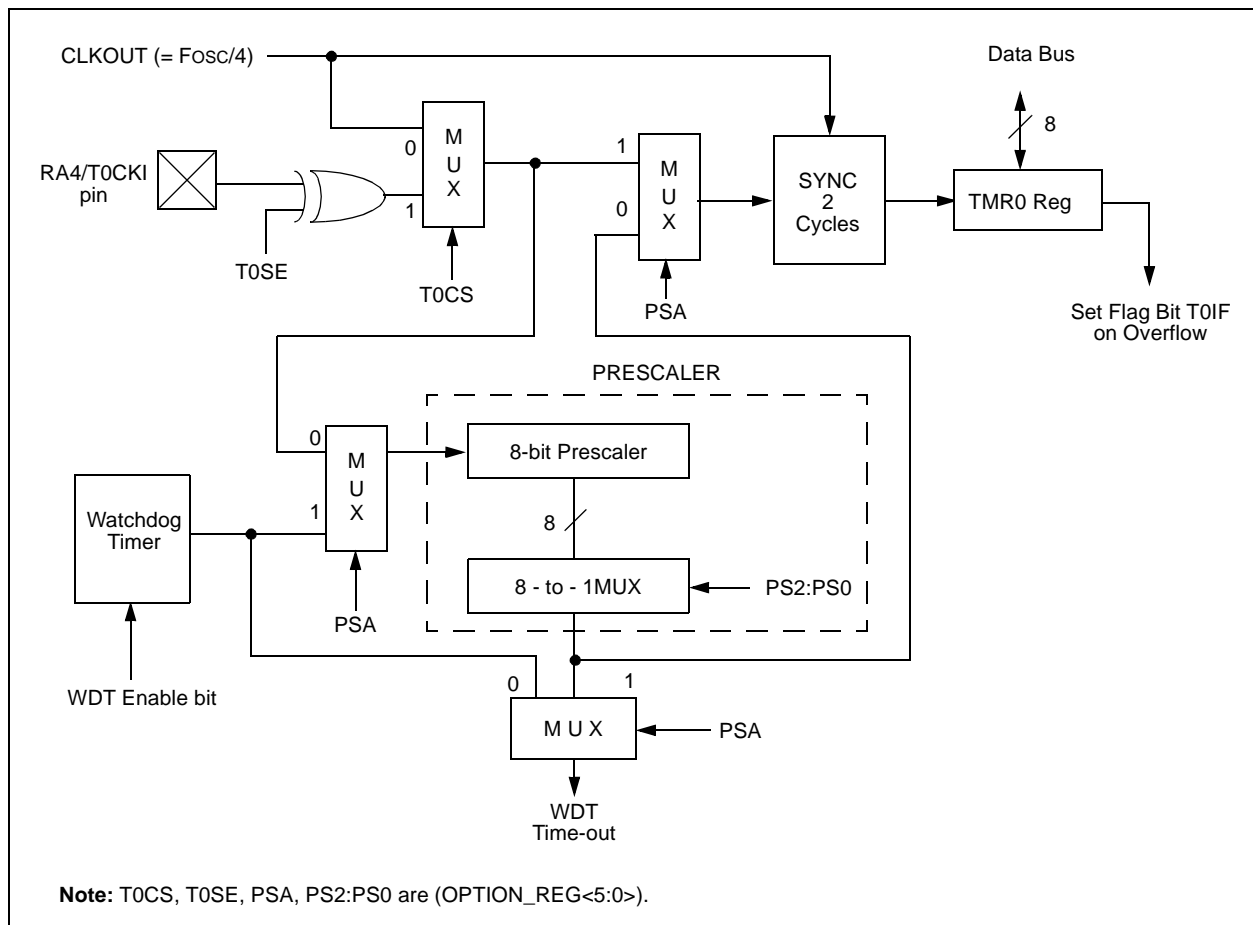 CLKOUT (= FOSC/4)
Data Bus
8
M
U
X
0
1
RA4/T0CKI
pin
T0SE
T0CS
1
0
M
U
X
PSA
SYNC
2
Cycles
TMR0 Reg
Set Flag Bit T0IF
on Overflow
PRESCALER
0
1
M
U
X
8-bit Prescaler
8
8 - to - 1MUX
PS2:PS0
Watchdog
Timer
PSA
WDT Enable bit
0
1
M U X
PSA
WDT
Time-out
Note: T0CS, T0SE, PSA, PS2:PS0 are (OPTION_REG<5:0>).